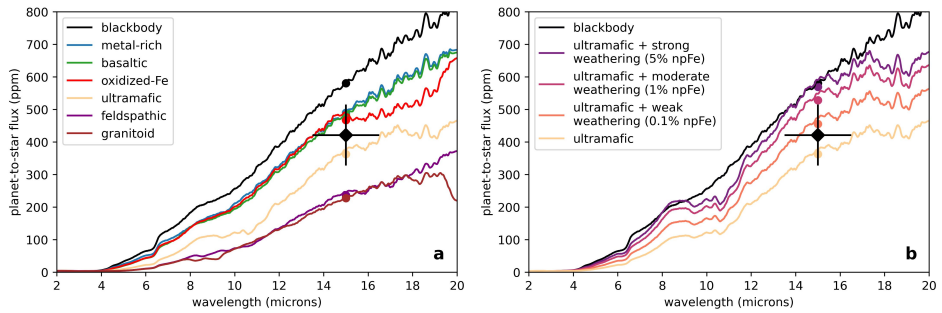 800
700
600
500
400
300
200
100
0
planet-to-star flux (ppm)
blackbody
metal-rich
basaltic
oxidized-Fe
ultramafic
feldspathic
granitoid
a
2 4 6 8 10 12 14 16 18 20
wavelength (microns)
800
700
600
500
400
300
200
100
0
planet-to-star flux (ppm)
blackbody
ultramafic + strong
weathering (5% npFe)
ultramafic + moderate
weathering (1% npFe)
ultramafic + weak
weathering (0.1% npFe)
ultramafic
b
2 4 6 8 10 12 14 16 18 20
wavelength (microns)